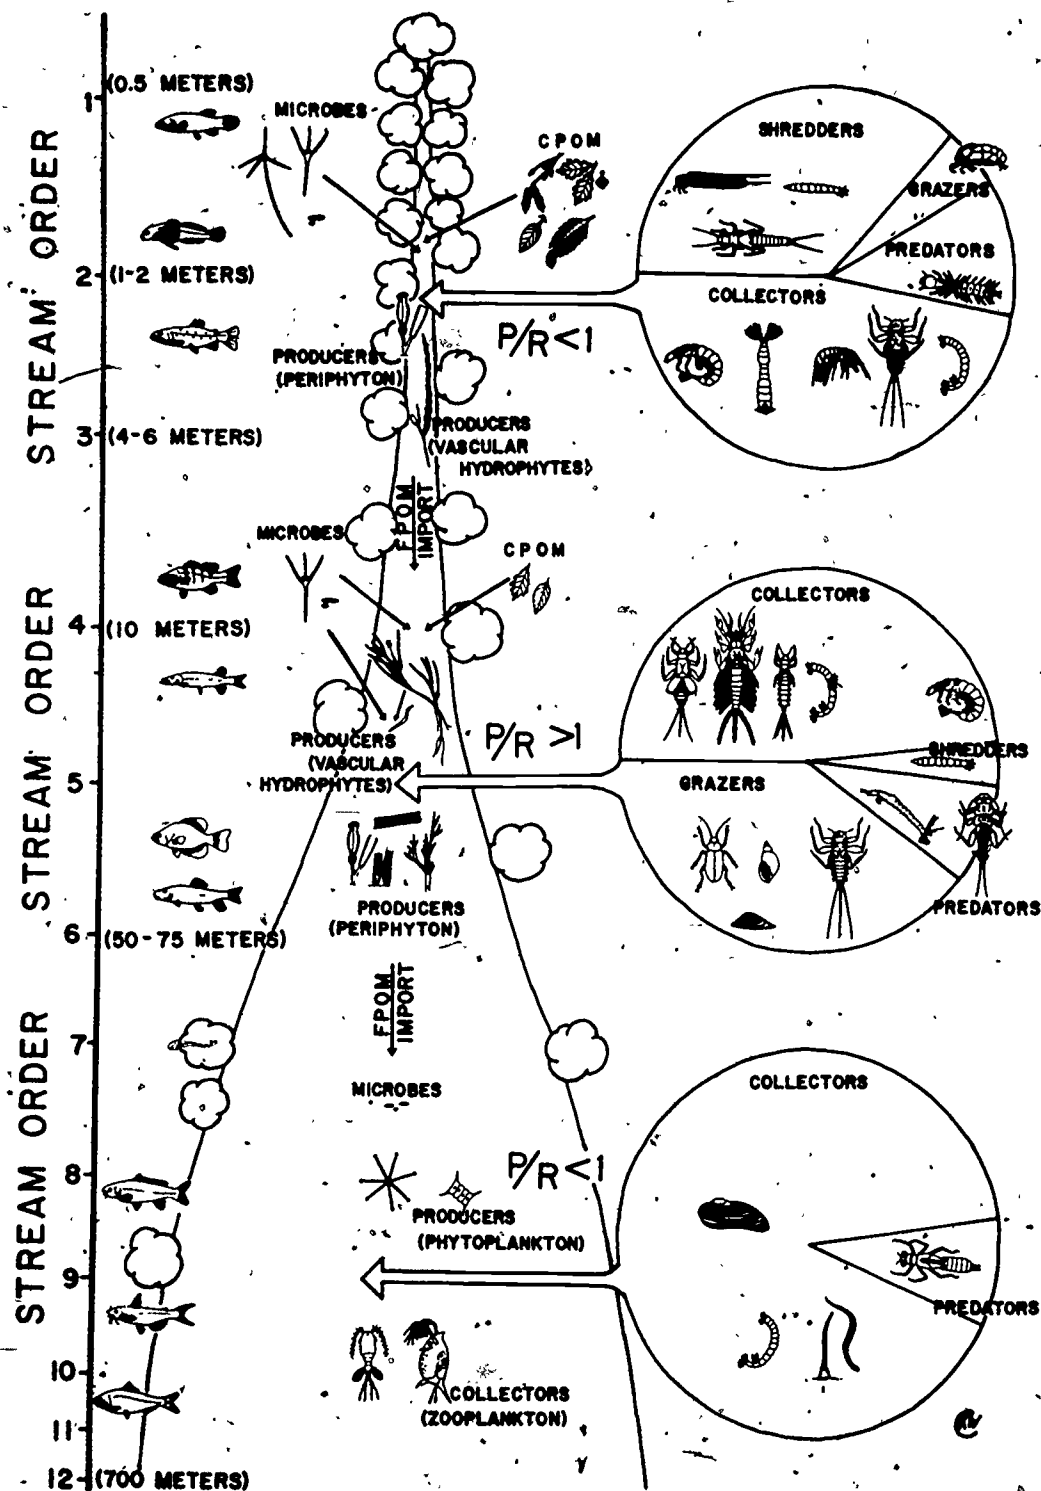 STREAM ORDER
STREAM ORDER
STREAM ORDER
1
(0.5 METERS)
MICROBES
CPOM
SHREDDERS
GRAZERS
PREDATORS
COLLECTORS
2
(1-2 METERS)
P/R<1
PRODUCERS
(PERIPHYTON)
3
(4-6 METERS)
PRODUCERS
(VASCULAR
HYDROPHYTES)
FPOM
IMPORT
MICROBES
CPOM
4
(10 METERS)
COLLECTORS
SHREDDERS
GRAZERS
PREDATORS
P/R >1
PRODUCERS
(VASCULAR
HYDROPHYTES)
5
PRODUCERS
(PERIPHYTON)
6
(50-75 METERS)
FPOM
IMPORT
7
MICROBES
COLLECTORS
PREDATORS
8
P/R<1
PRODUCERS
(PHYTOPLANKTON)
9
10
COLLECTORS
(ZOOPLANKTON)
11
12
(700 METERS)